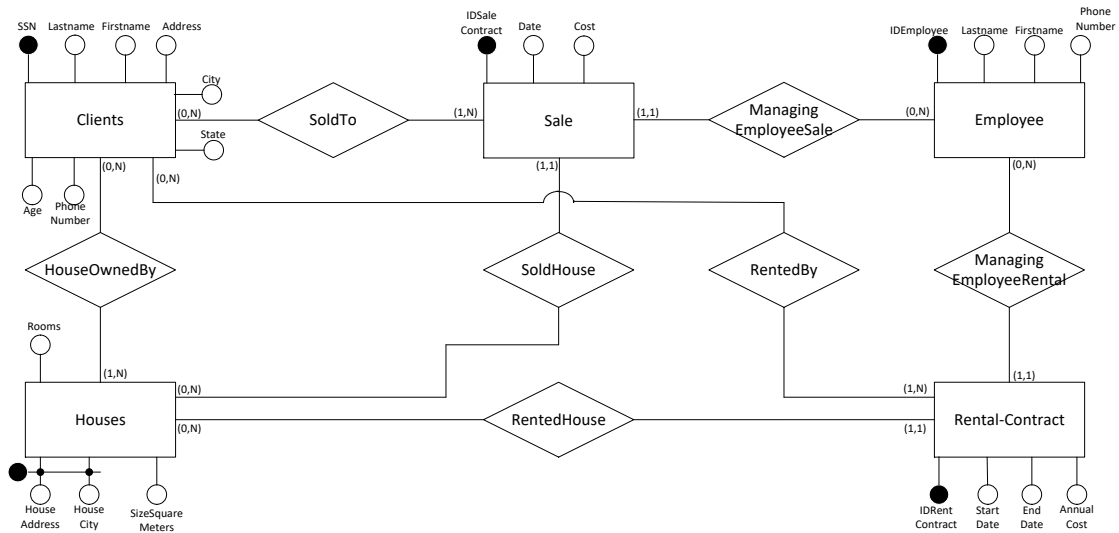 SSN
Lastname
Firstname
Address
IDSale
Contract
Date
Cost
IDEmployee
Lastname
Firstname
Phone
Number
City
Clients
(0,N)
SoldTo
(1,N)
Sale
(1,1)
Managing
EmployeeSale
(0,N)
Employee
State
(0,N)
(0,N)
(1,1)
(0,N)
Age
Phone
Number
HouseOwnedBy
SoldHouse
RentedBy
Managing
EmployeeRental
Rooms
(1,N)
(0,N)
(1,N)
(1,1)
Houses
(0,N)
RentedHouse
(1,1)
Rental-Contract
House
Address
House
City
SizeSquare
Meters
IDRent
Contract
Start
Date
End
Date
Annual
Cost